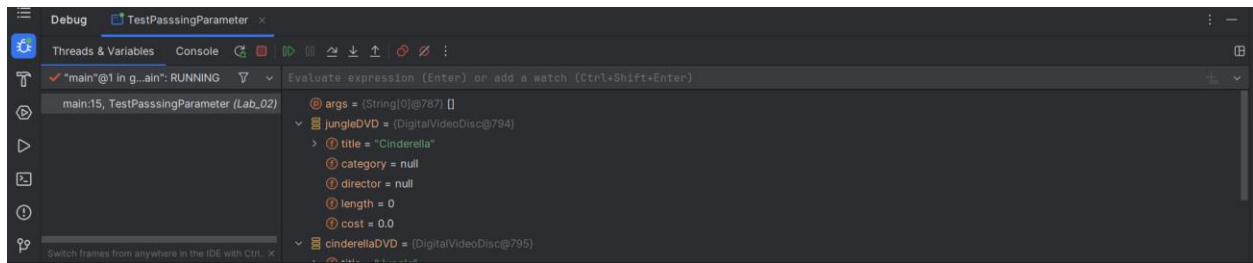 Debug TestPasssingParameter ×
Threads & Variables Console
"main"@1 in g...ain": RUNNING Evaluate expression (Enter) or add a watch (Ctrl+Shift+Enter)
main:15, TestPasssingParameter (Lab_02)
args = {String[0]@787} []
jungleDVD = {DigitalVideoDisc@794}
title = "Cinderella"
category = null
director = null
length = 0
cost = 0.0
cinderellaDVD = {DigitalVideoDisc@795}
Switch frames from anywhere in the IDE with Ctrl... ×
title = "Jungle"